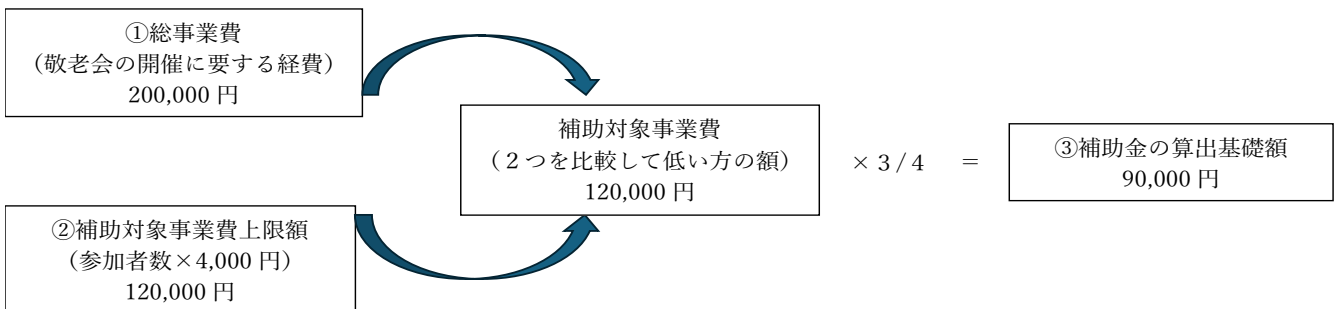 ①総事業費
（敬老会の開催に要する経費）
200,000 円
②補助対象事業費上限額
（参加者数×4,000 円）
120,000 円
補助対象事業費
（２つを比較して低い方の額）
120,000 円
× 3 / 4 ＝
③補助金の算出基礎額
90,000 円